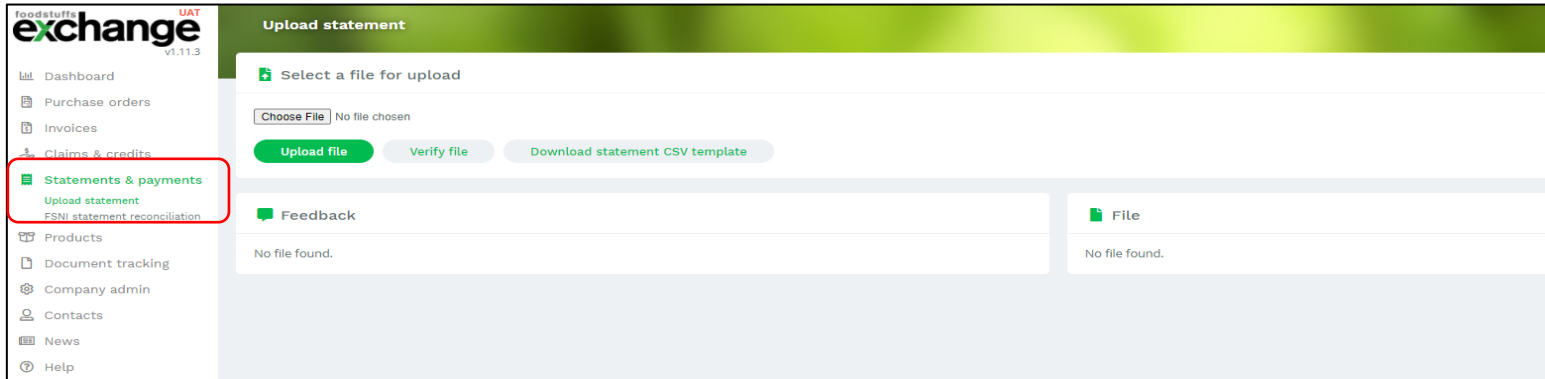 foodstuffs UAT
exchange
v1.11.3
Dashboard
Purchase orders
Invoices
Claims & credits
Statements & payments
Upload statement
FSNI statement reconciliation
Products
Document tracking
Company admin
Contacts
News
Help
Upload statement
Select a file for upload
Choose File No file chosen
Upload file Verify file Download statement CSV template
Feedback
No file found.
File
No file found.